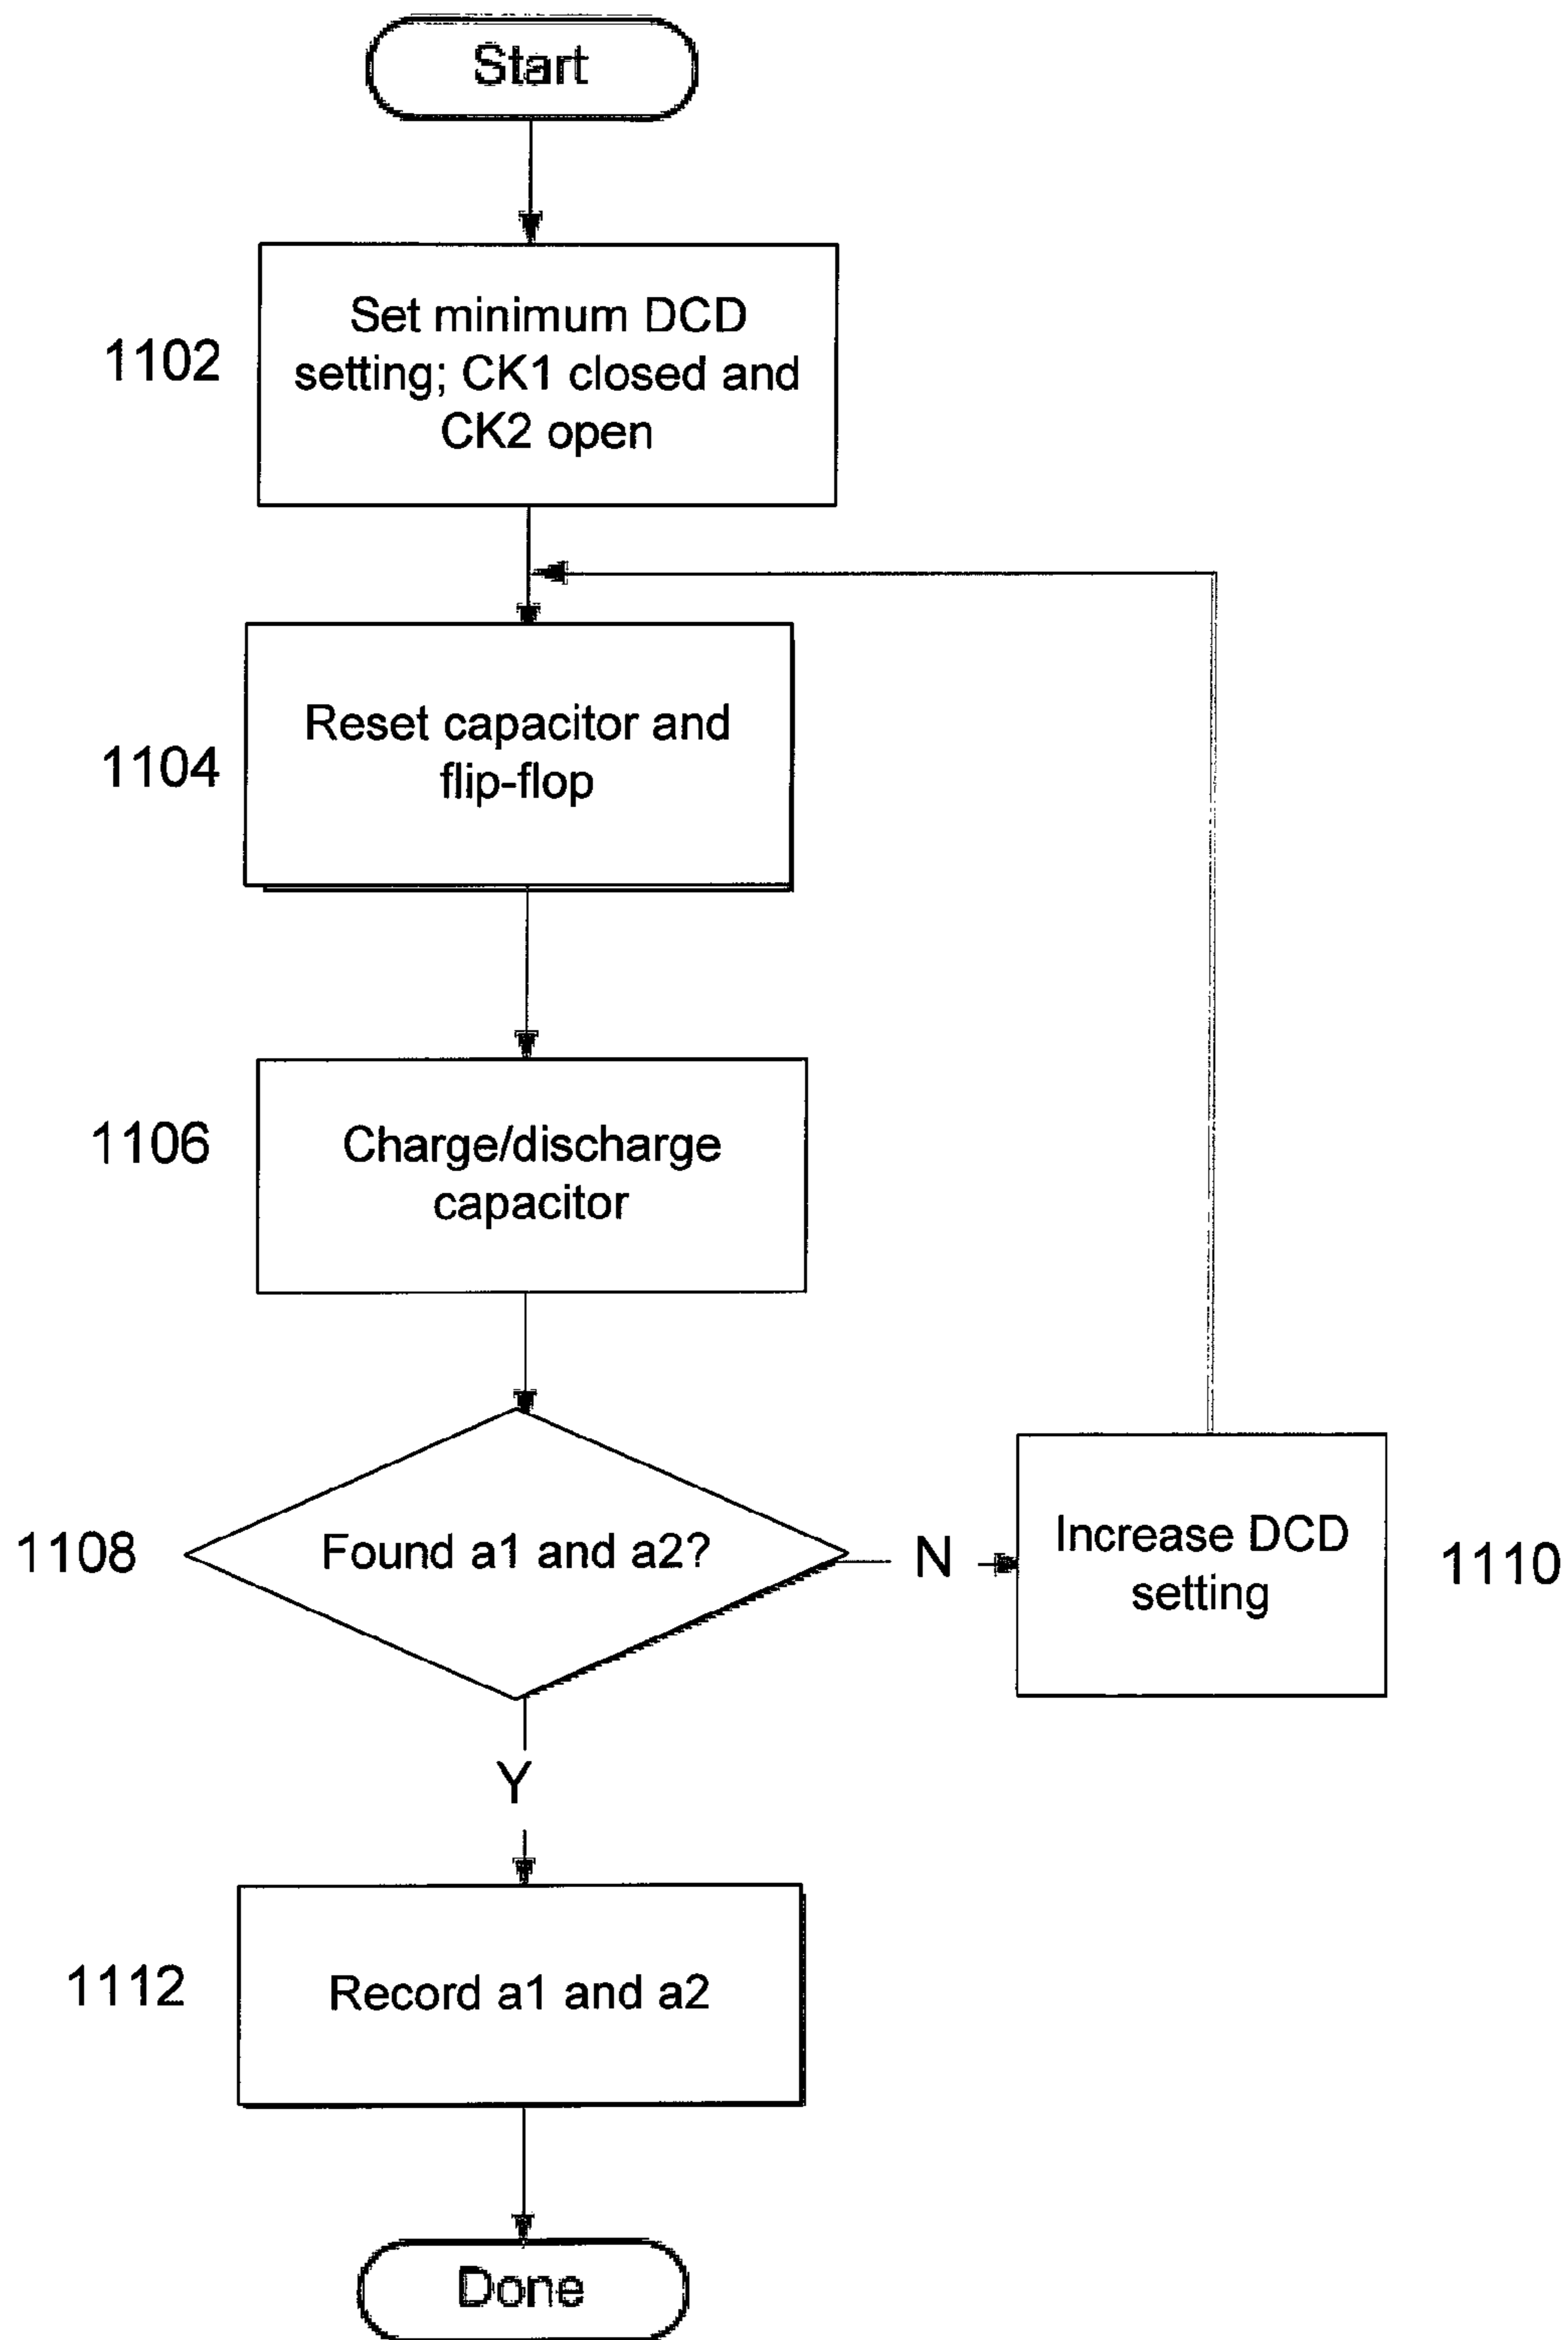 Start
1102
Set minimum DCD
setting; CK1 closed and
CK2 open
1104
Reset capacitor and
flip-flop
1106
Charge/discharge
capacitor
1108
Found a1 and a2?
N
Increase DCD
setting
1110
Y
1112
Record a1 and a2
Done